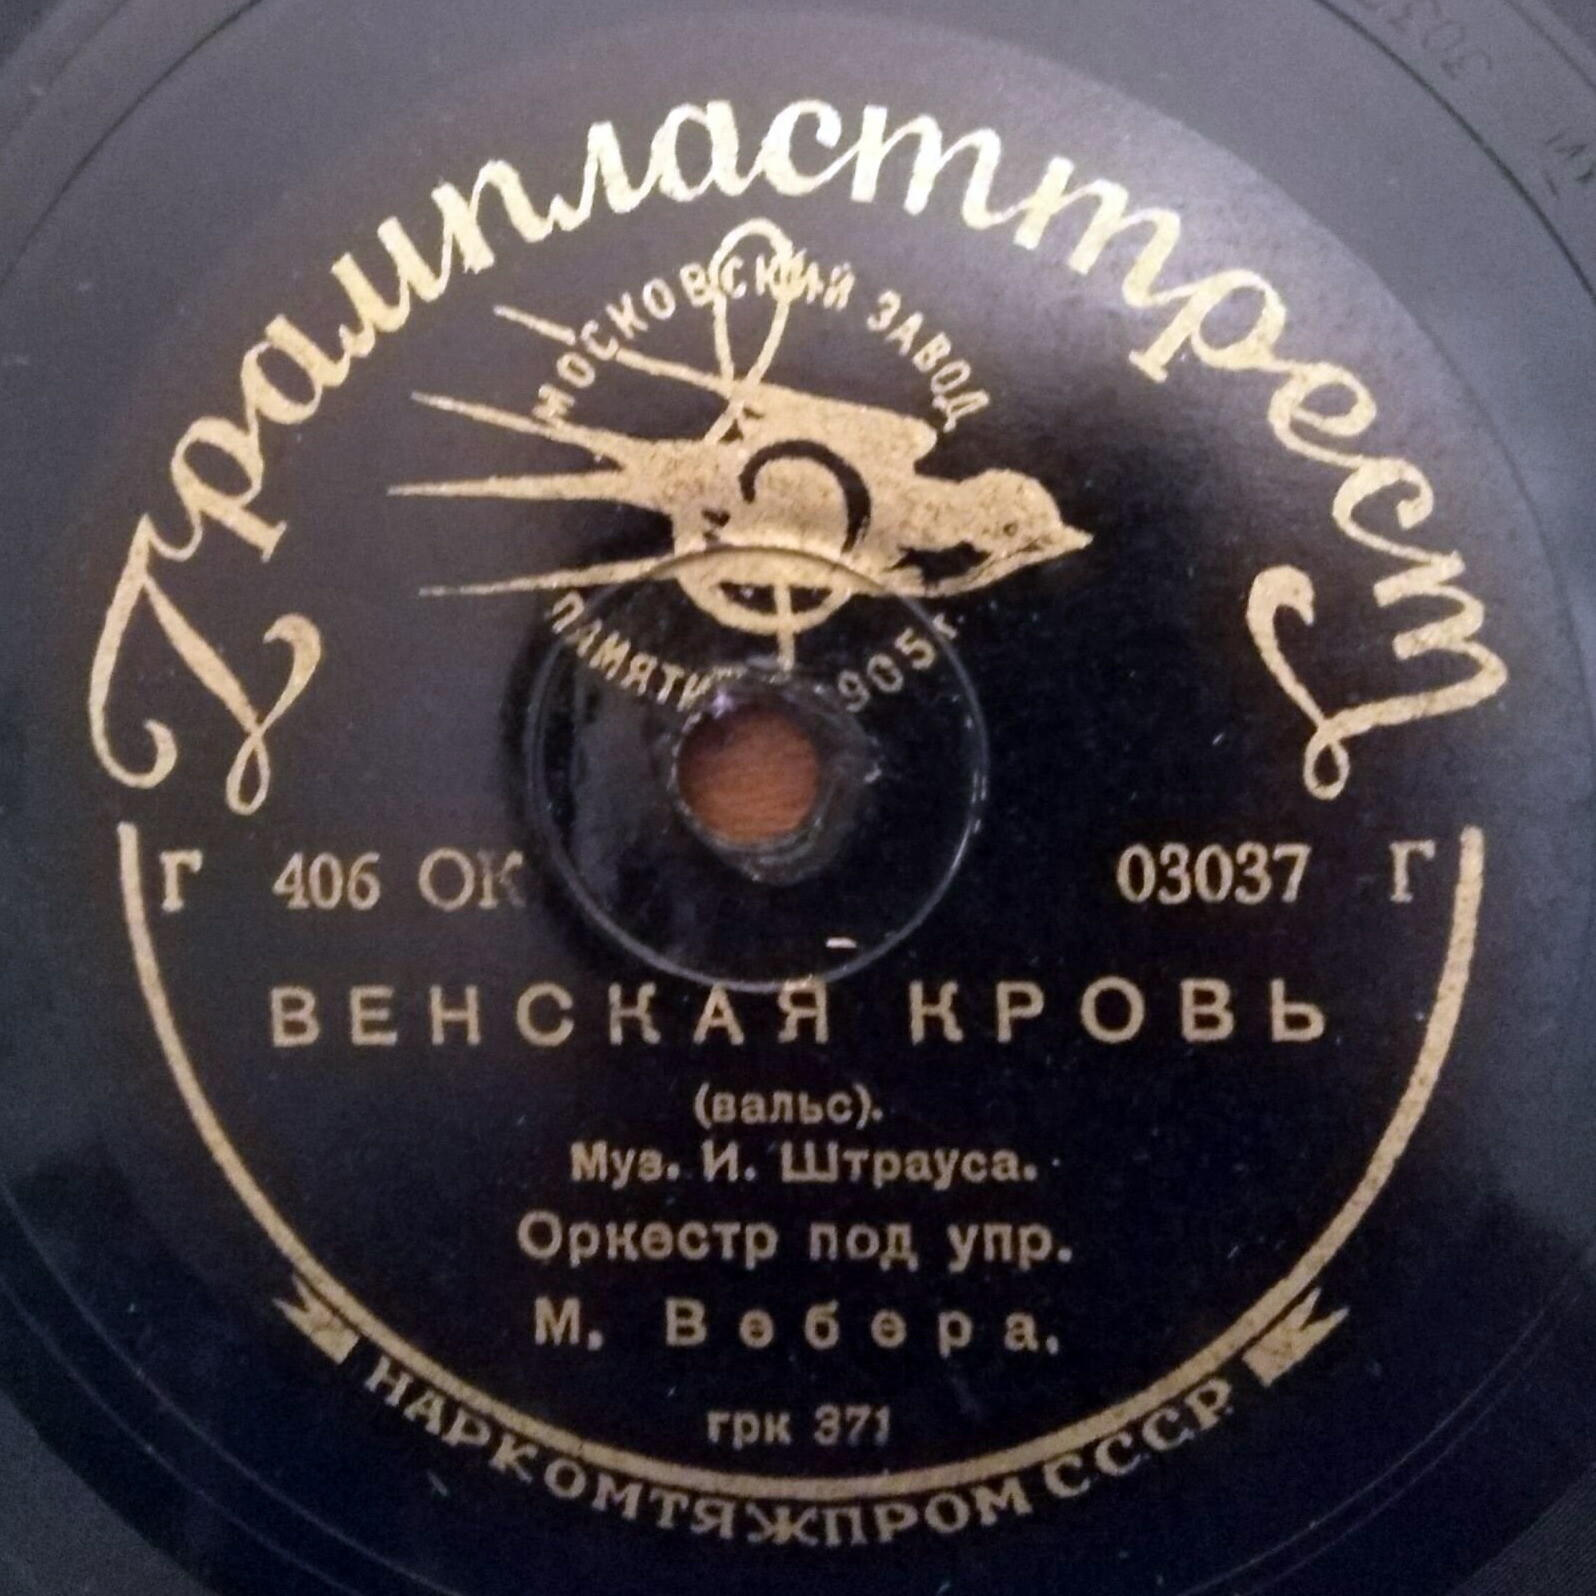 Грампласттрест
МОСКОВСКИЙ ЗАВОД
ПАМЯТИ 905 г
Г 406 ОК 03037 Г
ВЕНСКАЯ КРОВЬ
(вальс).
Муз. И. Штрауса.
Оркестр под упр.
М. Вебера.
грк 371
НАРКОМТЯЖПРОМ СССР